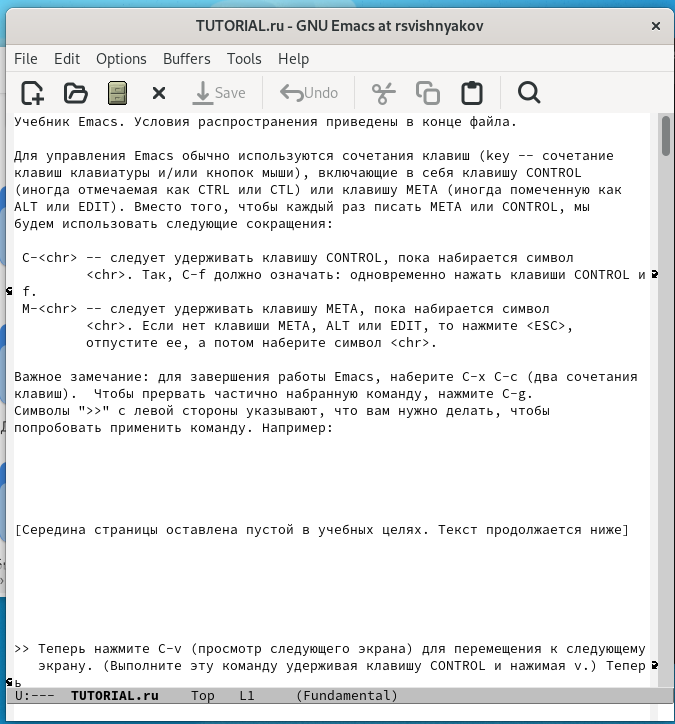 TUTORIAL.ru - GNU Emacs at rsvishnyakov
File Edit Options Buffers Tools Help
Save Undo
Учебник Emacs. Условия распространения приведены в конце файла.
Для управления Emacs обычно используются сочетания клавиш (key -- сочетание
клавиш клавиатуры и/или кнопок мыши), включающие в себя клавишу CONTROL
(иногда отмечаемая как CTRL или CTL) или клавишу META (иногда помеченную как
ALT или EDIT). Вместо того, чтобы каждый раз писать META или CONTROL, мы
будем использовать следующие сокращения:
C-<chr> -- следует удерживать клавишу CONTROL, пока набирается символ
<chr>. Так, C-f должно означать: одновременно нажать клавиши CONTROL и
f.
M-<chr> -- следует удерживать клавишу META, пока набирается символ
<chr>. Если нет клавиши META, ALT или EDIT, то нажмите <ESC>,
отпустите ее, а потом наберите символ <chr>.
Важное замечание: для завершения работы Emacs, наберите C-x C-c (два сочетания
клавиш).  Чтобы прервать частично набранную команду, нажмите C-g.
Символы ">>" с левой стороны указывают, что вам нужно делать, чтобы
попробовать применить команду. Например:
[Середина страницы оставлена пустой в учебных целях. Текст продолжается ниже]
>> Теперь нажмите C-v (просмотр следующего экрана) для перемещения к следующему
экрану. (Выполните эту команду удерживая клавишу CONTROL и нажимая v.) Тепер
ь
U:--- TUTORIAL.ru Top L1 (Fundamental)